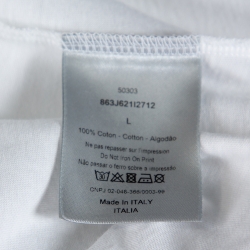 50303
863J621I2712
L
100% Coton - Cotton - Algodão
Ne pas repasser sur l'impression
Do Not Iron On Print
Não passar o ferro sobre a impressão
Made In ITALY
ITALIA